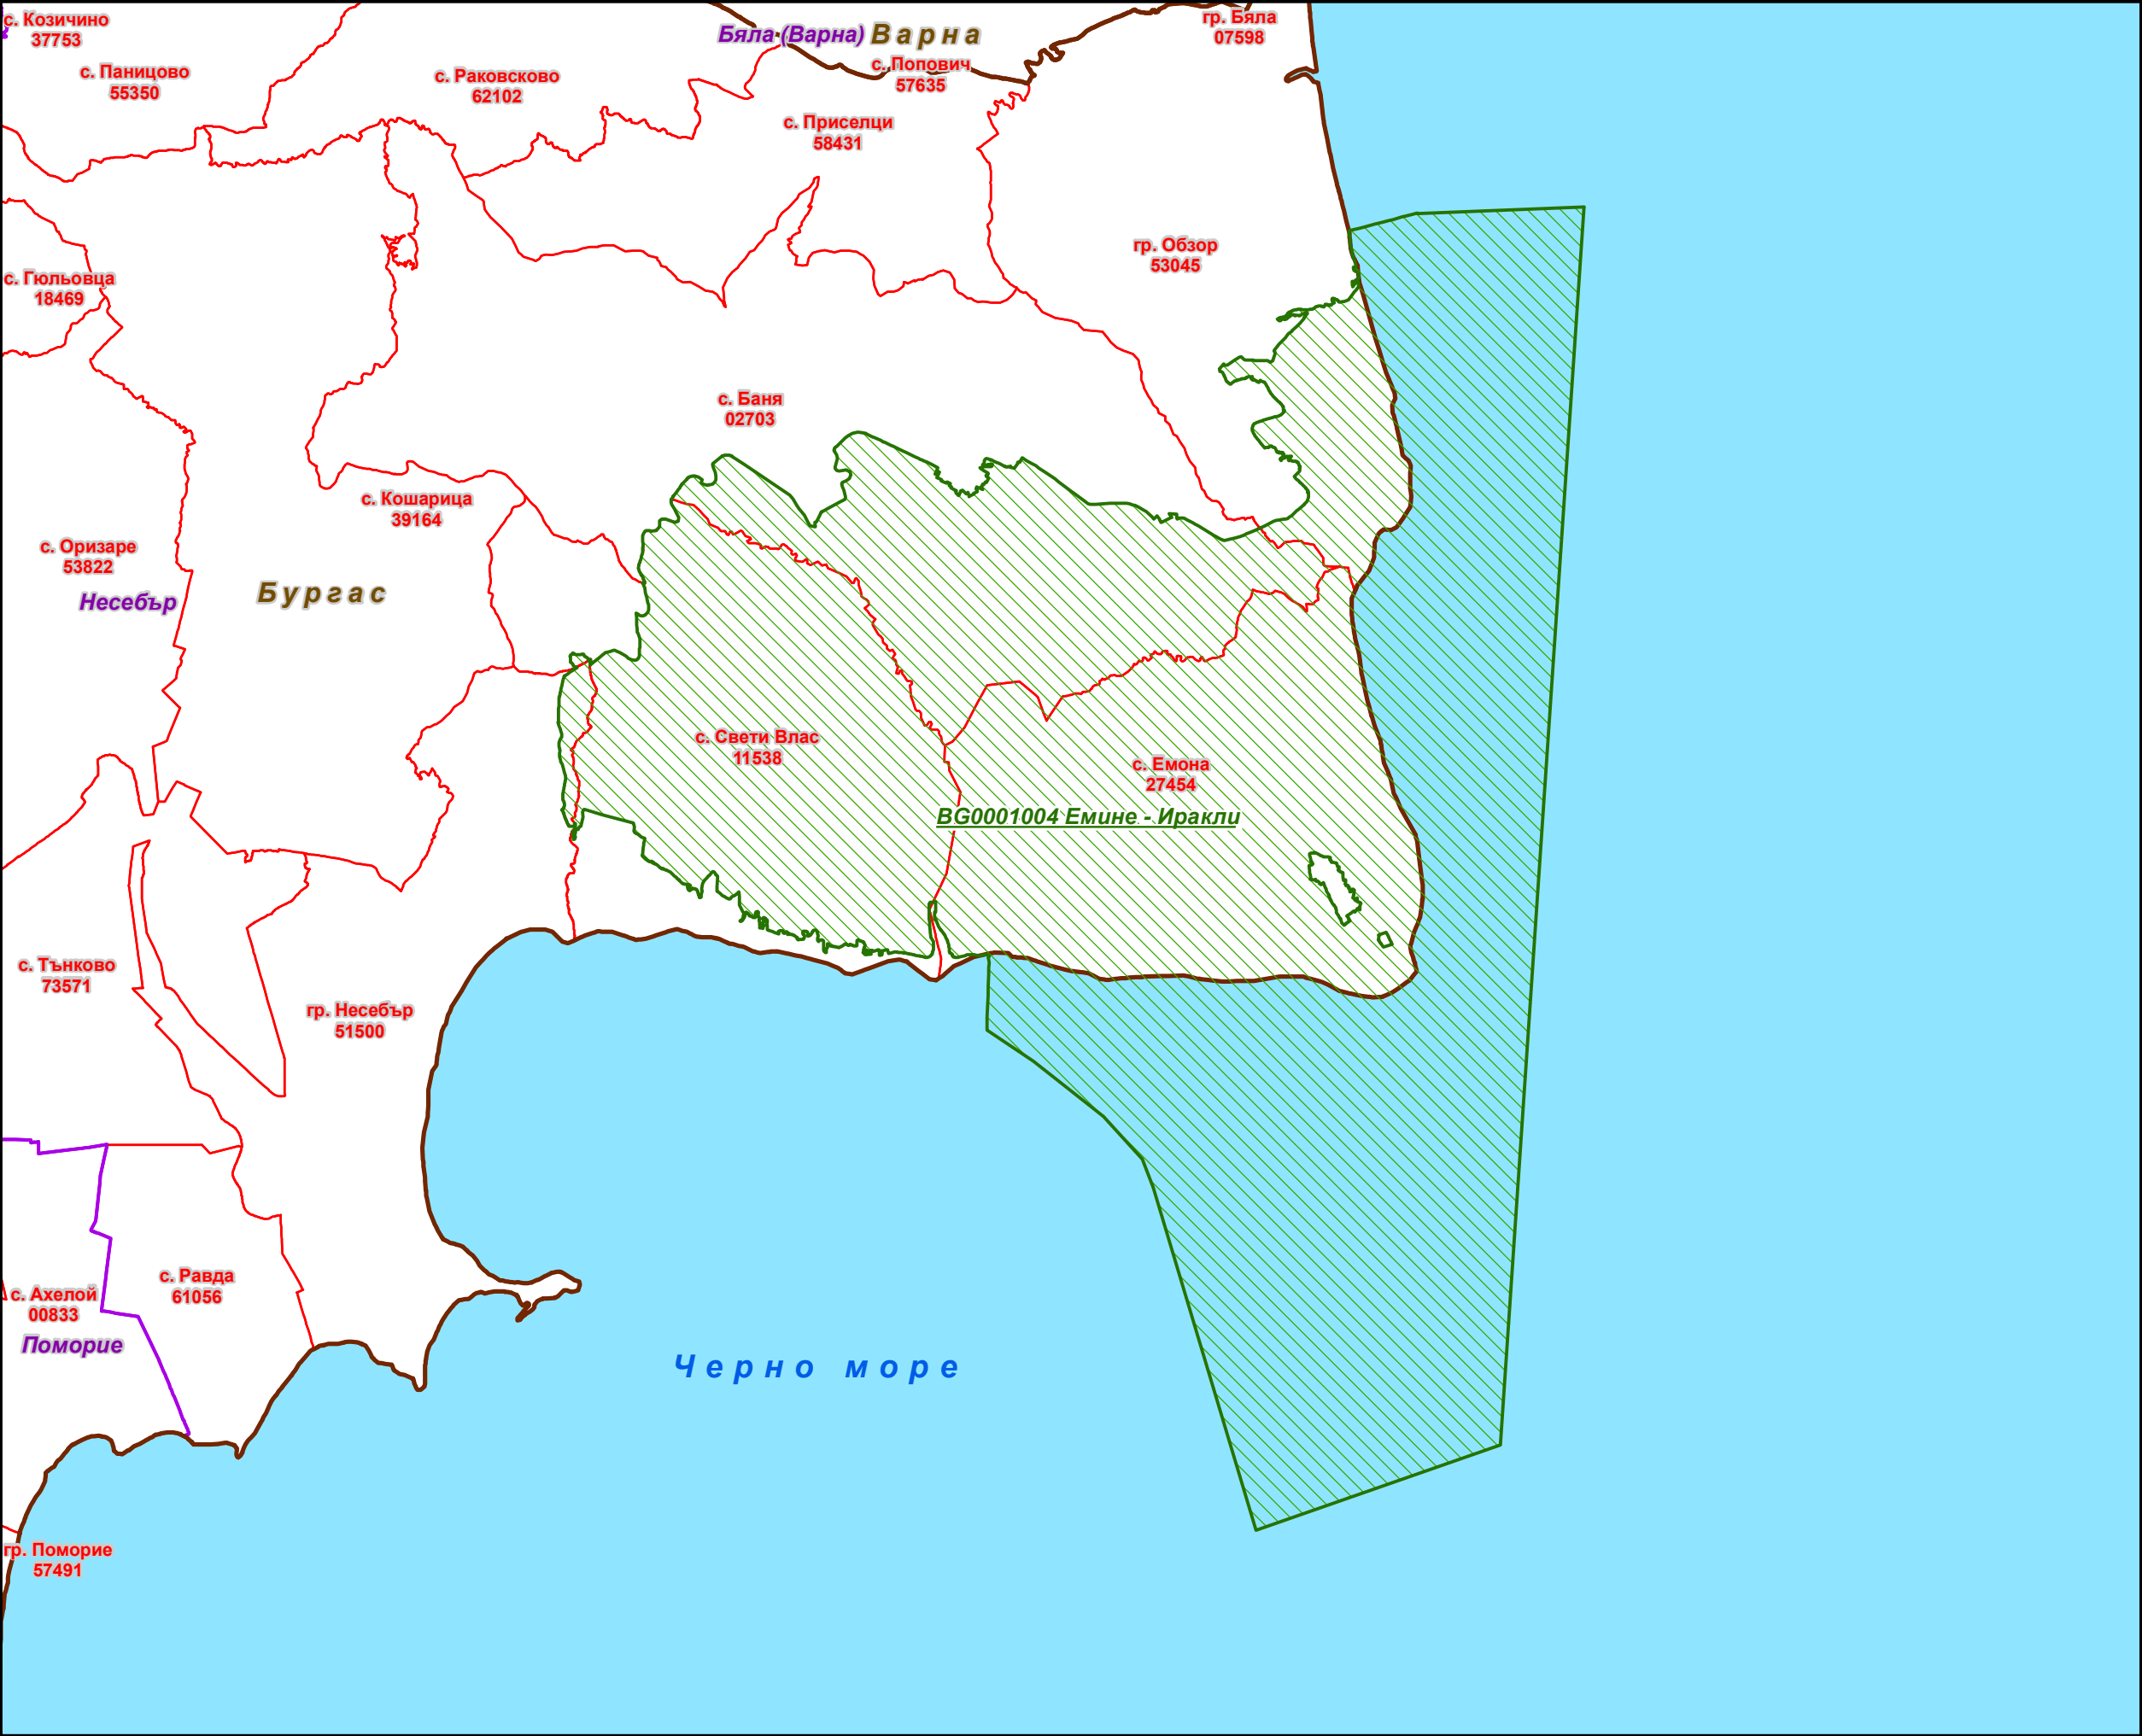 с. Козичино
37753
гр. Бяла
07598
Бяла (Варна)
Варна
с. Попович
57635
с. Паницово
55350
с. Раковсково
62102
с. Приселци
58431
гр. Обзор
53045
с. Гюльовца
18469
с. Баня
02703
с. Кошарица
39164
с. Оризаре
53822
Бургас
Несебър
с. Свети Влас
11538
с. Емона
27454
BG0001004 Емине - Иракли
с. Тънково
73571
гр. Несебър
51500
с. Равда
61056
с. Ахелой
00833
Поморие
Черно море
гр. Поморие
57491